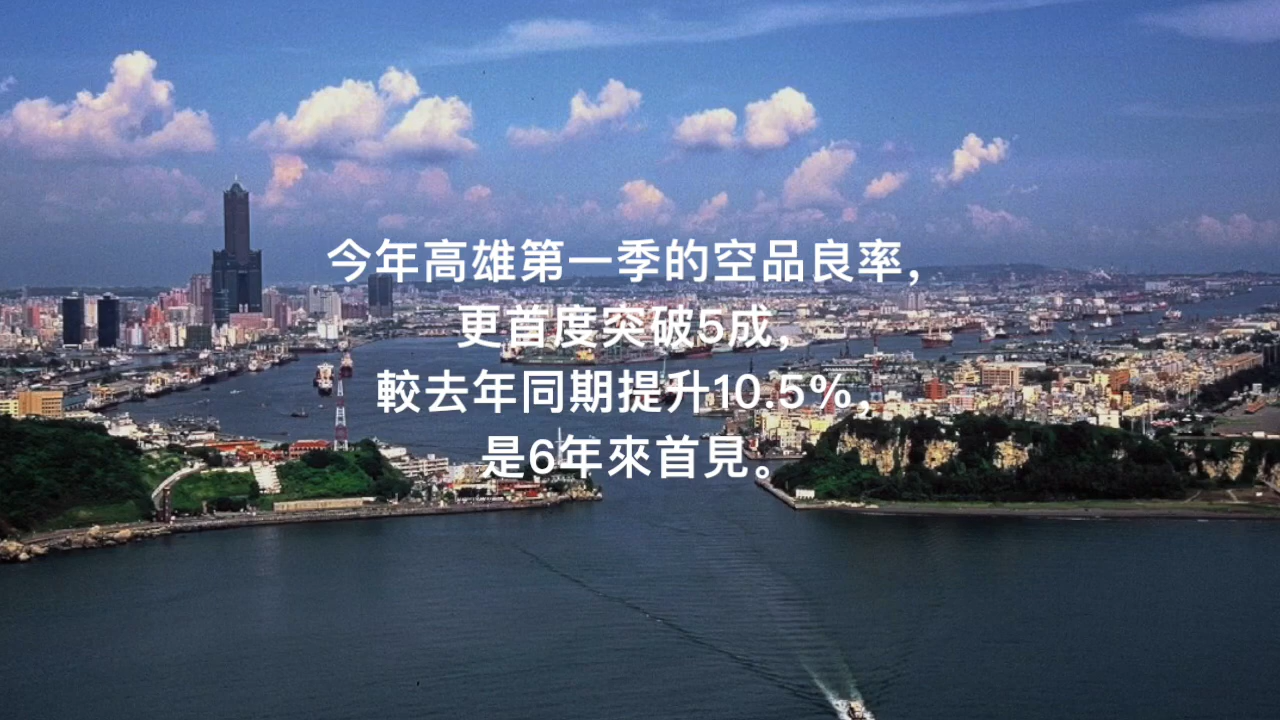 今年高雄第一季的空品良率，
更首度突破5成，
較去年同期提升10.5%，
是6年來首見。